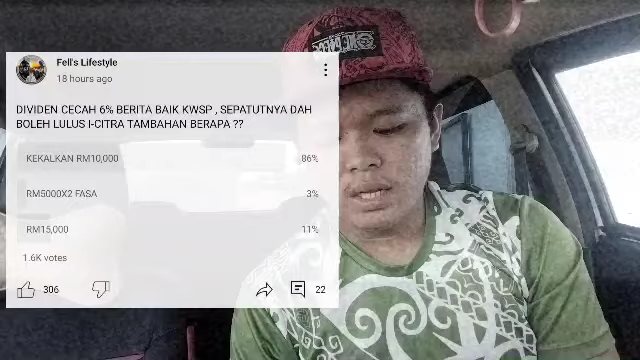 Fell's Lifestyle
18 hours ago
DIVIDEN CECAH 6% BERITA BAIK KWSP , SEPATUTNYA DAH
BOLEH LULUS I-CITRA TAMBAHAN BERAPA ??
KEKALKAN RM10,000 86%
RM5000X2 FASA 3%
RM15,000 11%
1.6K votes
306 22